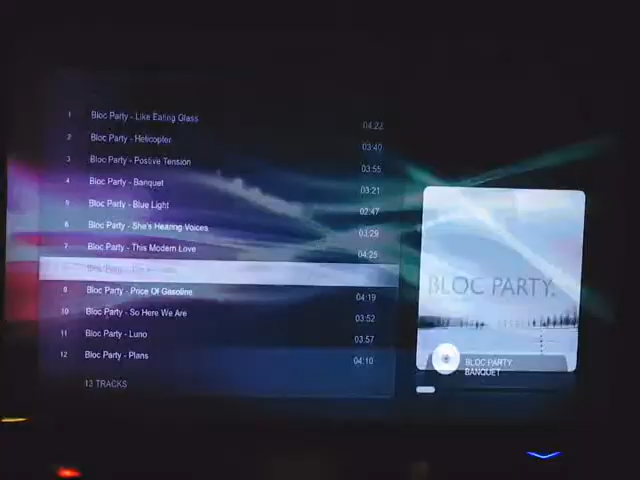 1 Bloc Party - Like Eating Glass 04:22
2 Bloc Party - Helicopter 03:40
3 Bloc Party - Postive Tension 03:55
4 Bloc Party - Banquet 03:21
5 Bloc Party - Blue Light 02:47
6 Bloc Party - She's Hearing Voices 03:29
7 Bloc Party - This Modern Love 04:25
Bloc Party -
9 Bloc Party - Price Of Gasoline 04:19
10 Bloc Party - So Here We Are 03:52
11 Bloc Party - Luno 03:57
12 Bloc Party - Plans 04:10
13 TRACKS
BLOC PARTY.
BLOC PARTY
BANQUET